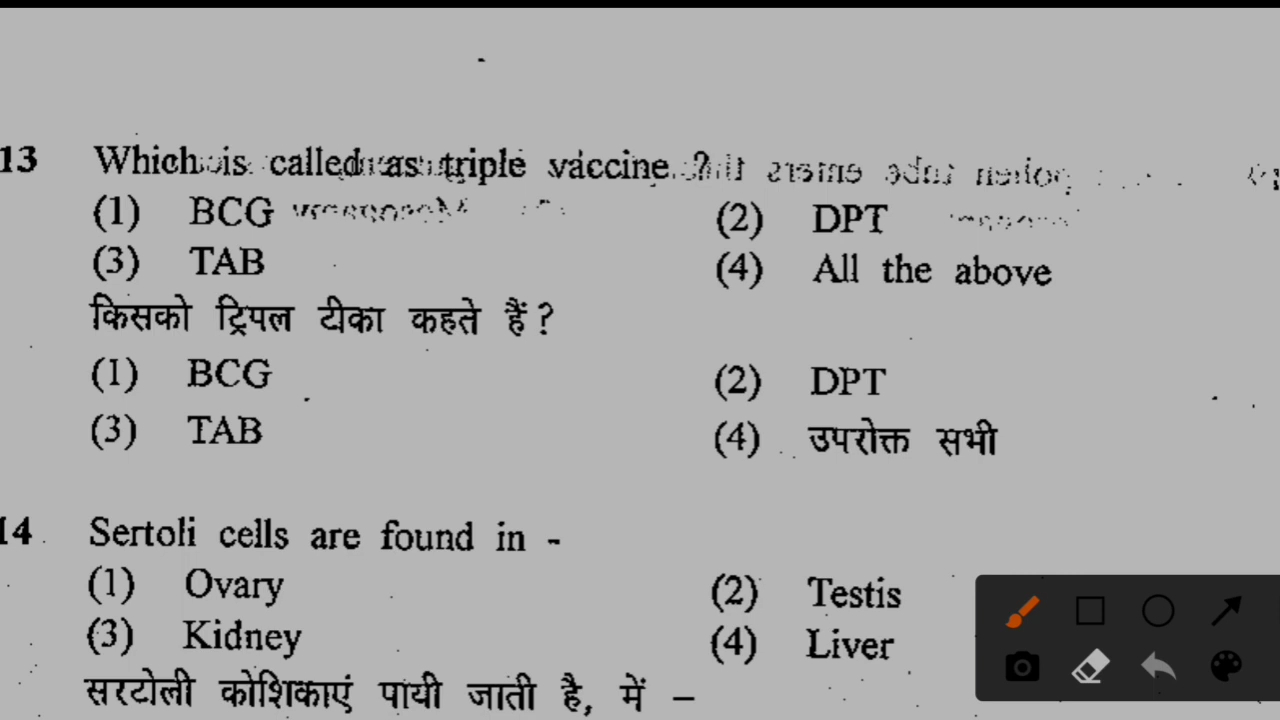 13 Which is called as triple vaccine ?
(1) BCG (2) DPT
(3) TAB (4) All the above
किसको ट्रिपल टीका कहते हैं ?
(1) BCG (2) DPT
(3) TAB (4) उपरोक्त सभी
14 Sertoli cells are found in -
(1) Ovary (2) Testis
(3) Kidney (4) Liver
सरटोली कोशिकाएं पायी जाती है, में –